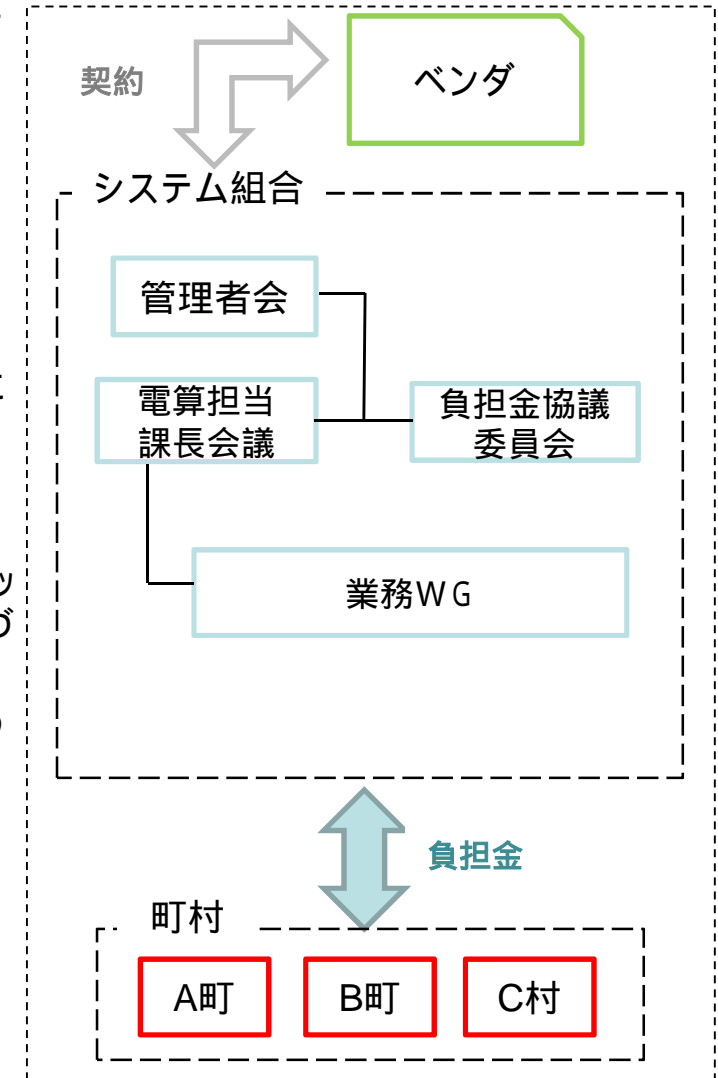 契約
ベンダ
システム組合
管理者会
電算担当
課長会議
負担金協議
委員会
ッ
業務ＷＧ
負担金
町村
A町
B町
C村